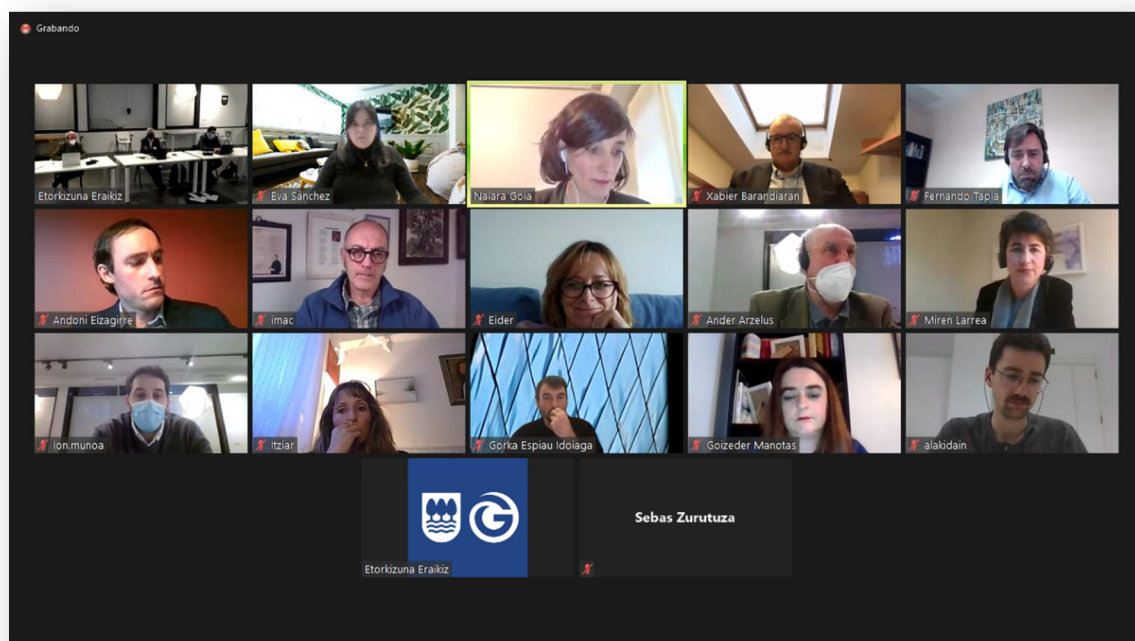 Grabando
Etorkizuna Eraikiz
Eva Sanchez
Naiara Goia
Xabier Barandiaran
Fernando Tapia
Andoni Eizagirre
imac
Eider
Ander Arzelus
Miren Larrea
ion.munoa
Itziar
Gorka Espiau Idoiaga
Goizeder Manotas
alakidain
Etorkizuna Eraikiz
Sebas Zurutuza